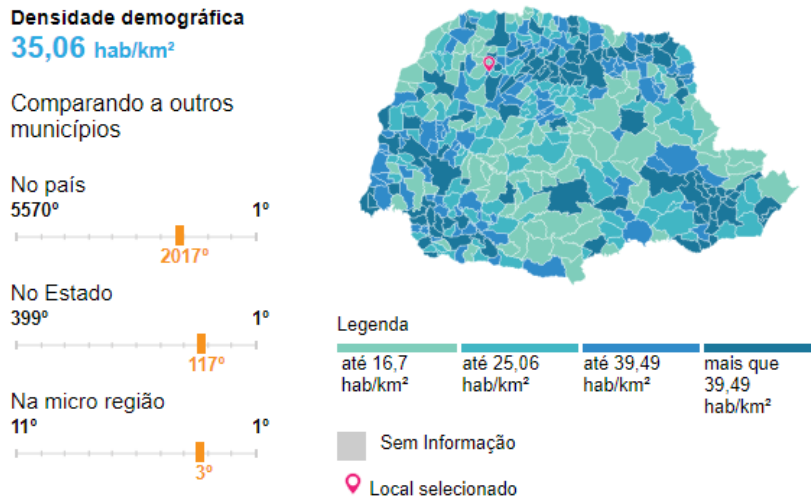 Densidade demográfica
35,06 hab/km²
Comparando a outros
municípios
No país
5570º 1º
2017º
No Estado
399º 1º
117º
Na micro região
11º 1º
3º
Legenda
até 16,7
hab/km²
até 25,06
hab/km²
até 39,49
hab/km²
mais que
39,49
hab/km²
Sem Informação
Local selecionado